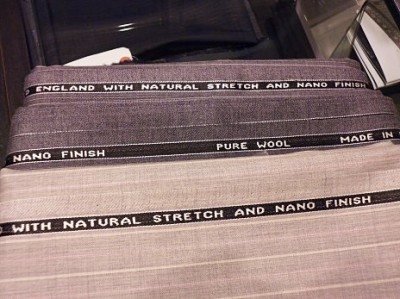 ENGLAND WITH NATURAL STRETCH AND NANO FINISH
NANO FINISH PURE WOOL MADE IN
WITH NATURAL STRETCH AND NANO FINISH